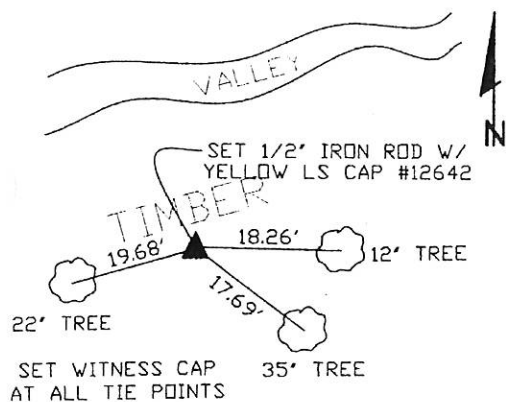 VALLEY
N
SET 1/2" IRON ROD W/
YELLOW LS CAP #12642
TIMBER
19.68'
18.26'
12" TREE
17.69'
22" TREE
35" TREE
SET WITNESS CAP
AT ALL TIE POINTS